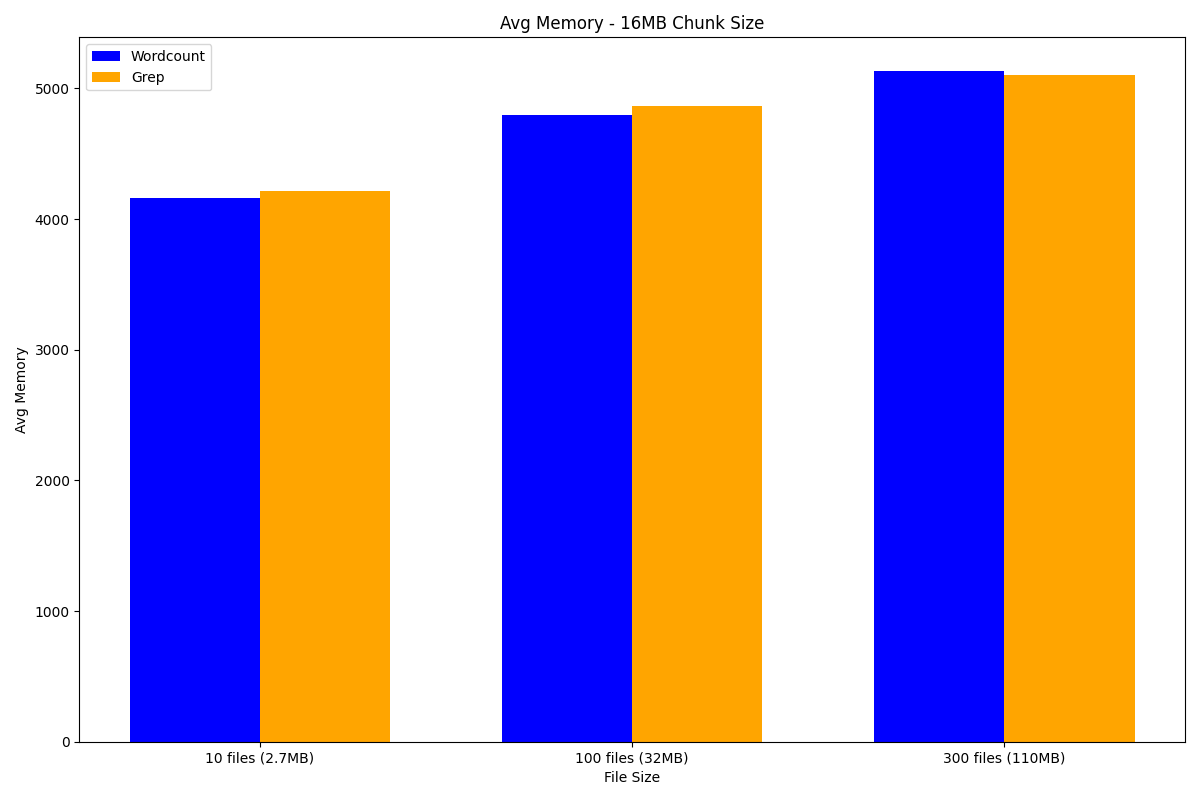 Avg Memory - 16MB Chunk Size
Wordcount
Grep
Avg Memory
5000
4000
3000
2000
1000
0
10 files (2.7MB)
100 files (32MB)
300 files (110MB)
File Size